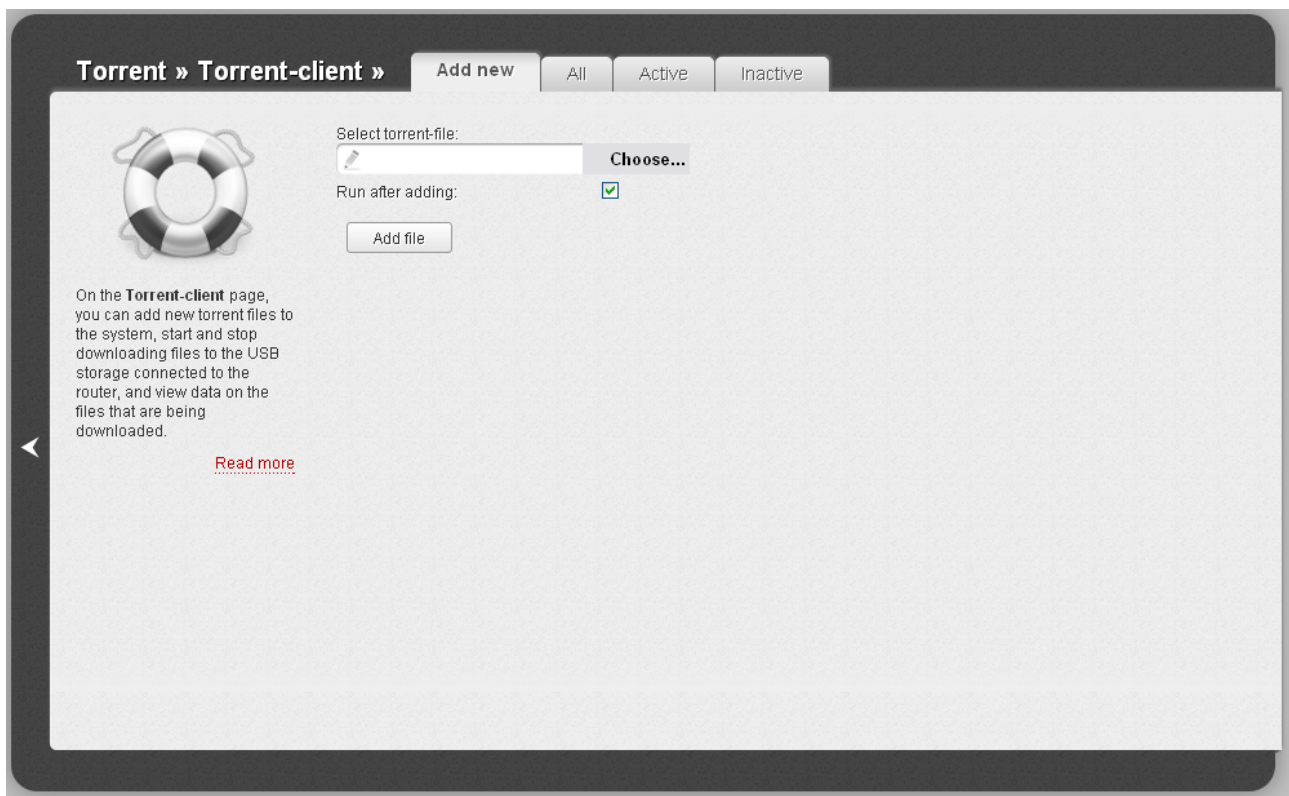 Torrent » Torrent-client » Add new All Active Inactive
Select torrent-file:
Choose...
Run after adding:
Add file
On the Torrent-client page,
you can add new torrent files to
the system, start and stop
downloading files to the USB
storage connected to the
router, and view data on the
files that are being
downloaded.
Read more